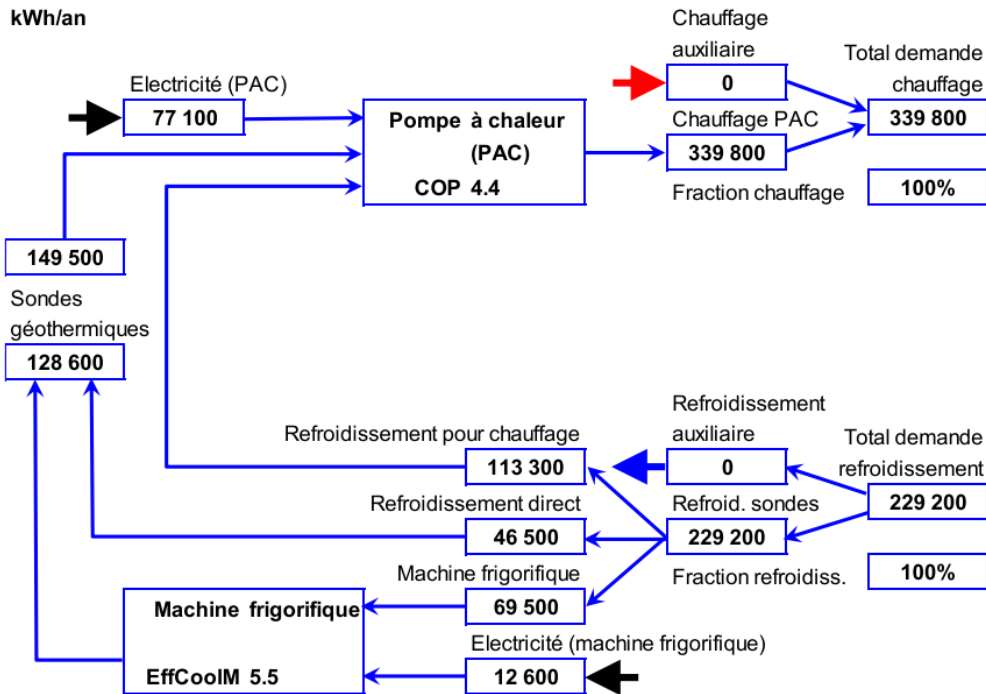 kWh/an
Chauffage
auxiliaire
Total demande
chauffage
Electricité (PAC)
0
77 100
Pompe à chaleur
(PAC)
COP 4.4
Chauffage PAC
339 800
339 800
Fraction chauffage
100%
149 500
Sondes
géothermiques
128 600
Refroidissement
auxiliaire
Total demande
refroidissement
Refroidissement pour chauffage
113 300
0
229 200
Refroidissement direct
Refroid. sondes
46 500
229 200
Machine frigorifique
Fraction refroidiss.
100%
Machine frigorifique
69 500
Electricité (machine frigorifique)
EffCoolM 5.5
12 600